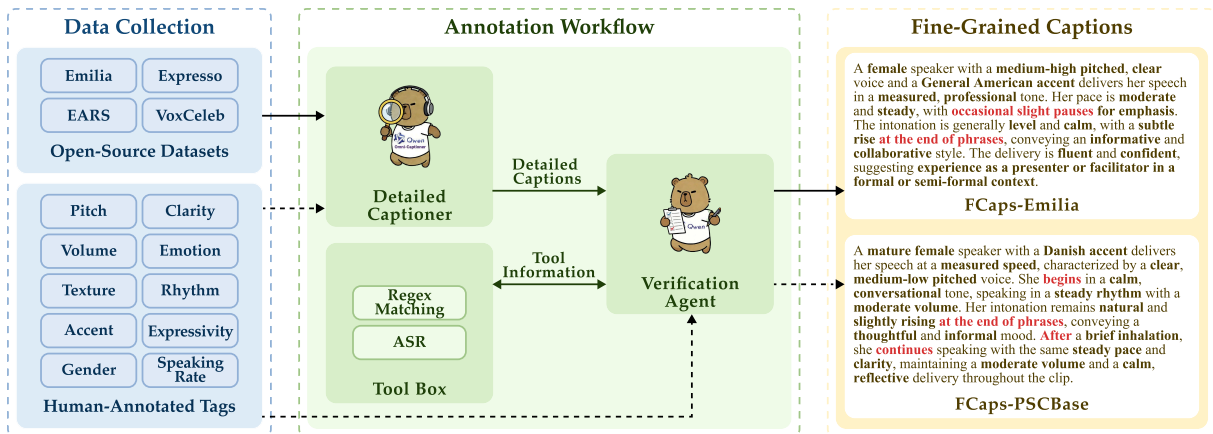 Data Collection
Emilia
Expresso
EARS
VoxCeleb
Open-Source Datasets
Pitch
Clarity
Volume
Emotion
Texture
Rhythm
Accent
Expressivity
Gender
Speaking
Rate
Human-Annotated Tags
Annotation Workflow
Qwen
Omni-Captioner
Detailed
Captioner
Detailed
Captions
Tool
Information
Regex
Matching
ASR
Tool Box
Qwen
Verification
Agent
Fine-Grained Captions
A female speaker with a medium-high pitched, clear
voice and a General American accent delivers her speech
in a measured, professional tone. Her pace is moderate
and steady, with occasional slight pauses for emphasis.
The intonation is generally level and calm, with a subtle
rise at the end of phrases, conveying an informative and
collaborative style. The delivery is fluent and confident,
suggesting experience as a presenter or facilitator in a
formal or semi-formal context.
FCaps-Emilia
A mature female speaker with a Danish accent delivers
her speech at a measured speed, characterized by a clear,
medium-low pitched voice. She begins in a calm,
conversational tone, speaking in a steady rhythm with a
moderate volume. Her intonation remains natural and
slightly rising at the end of phrases, conveying a
thoughtful and informal mood. After a brief inhalation,
she continues speaking with the same steady pace and
clarity, maintaining a moderate volume and a calm,
reflective delivery throughout the clip.
FCaps-PSCBase